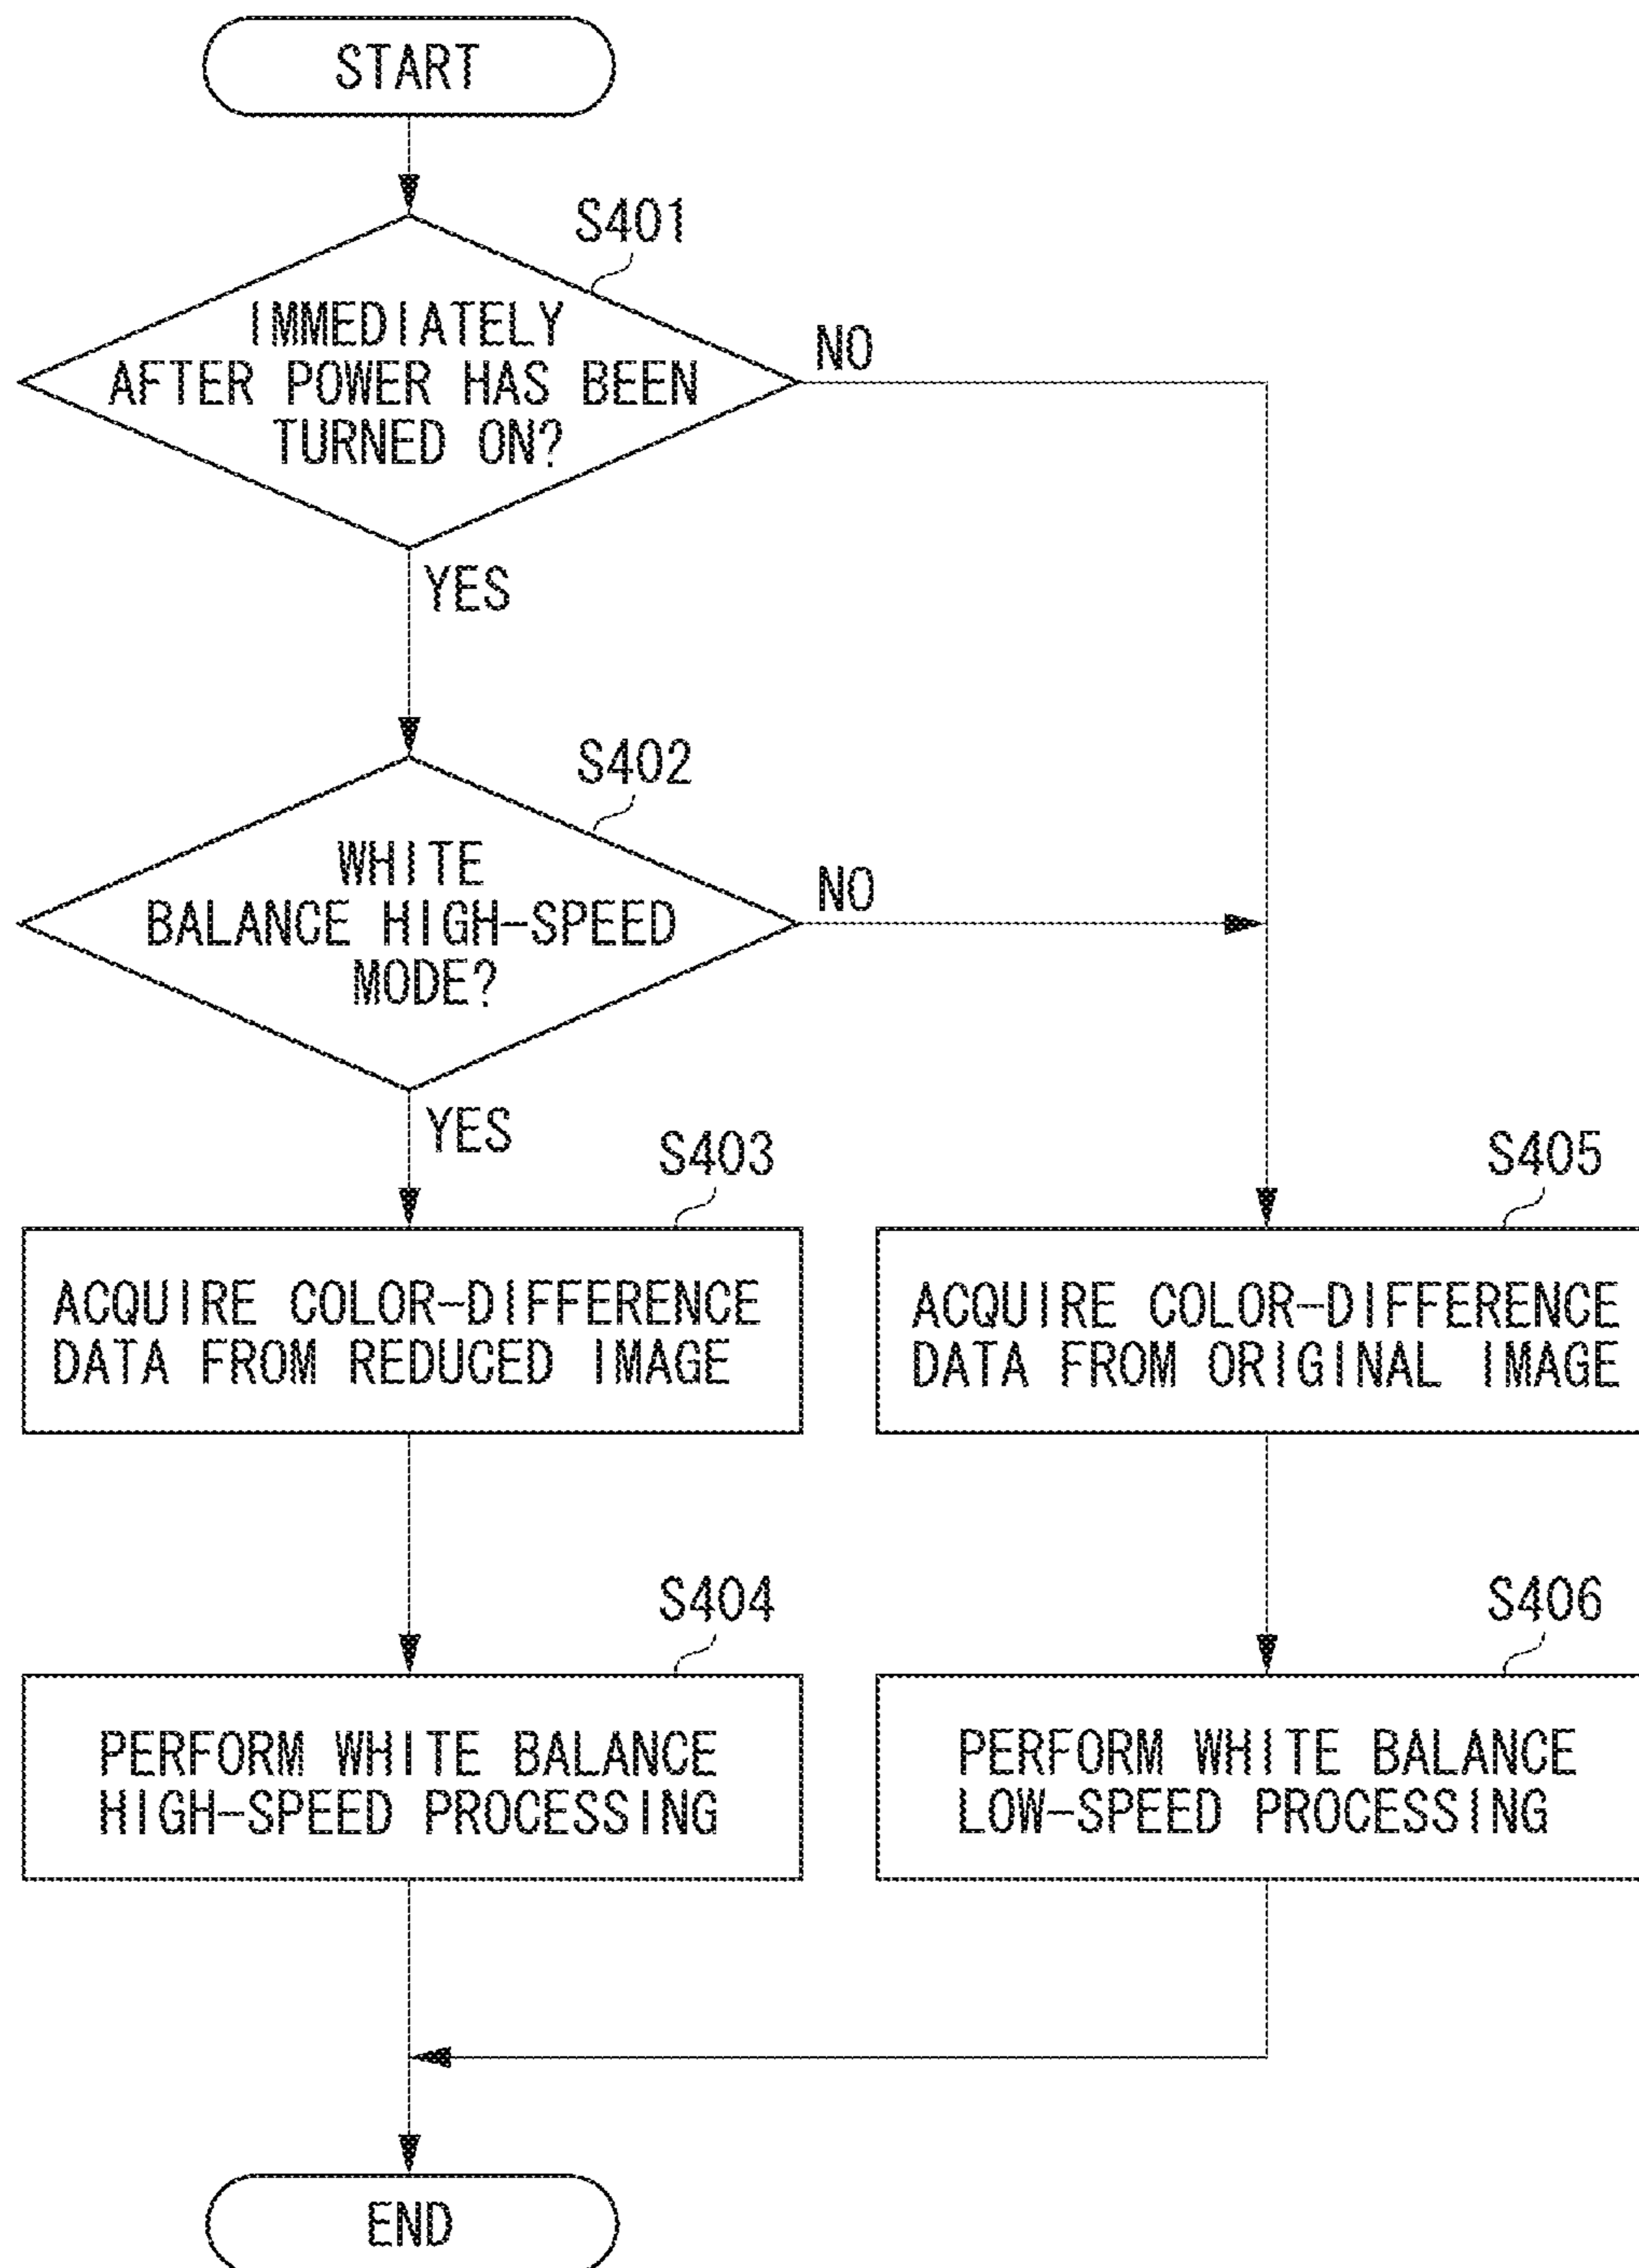 START
S401
IMMEDIATELY
AFTER POWER HAS BEEN
TURNED ON?
NO
YES
S402
WHITE
BALANCE HIGH-SPEED
MODE?
NO
YES
S403
ACQUIRE COLOR-DIFFERENCE
DATA FROM REDUCED IMAGE
S405
ACQUIRE COLOR-DIFFERENCE
DATA FROM ORIGINAL IMAGE
S404
PERFORM WHITE BALANCE
HIGH-SPEED PROCESSING
S406
PERFORM WHITE BALANCE
LOW-SPEED PROCESSING
END